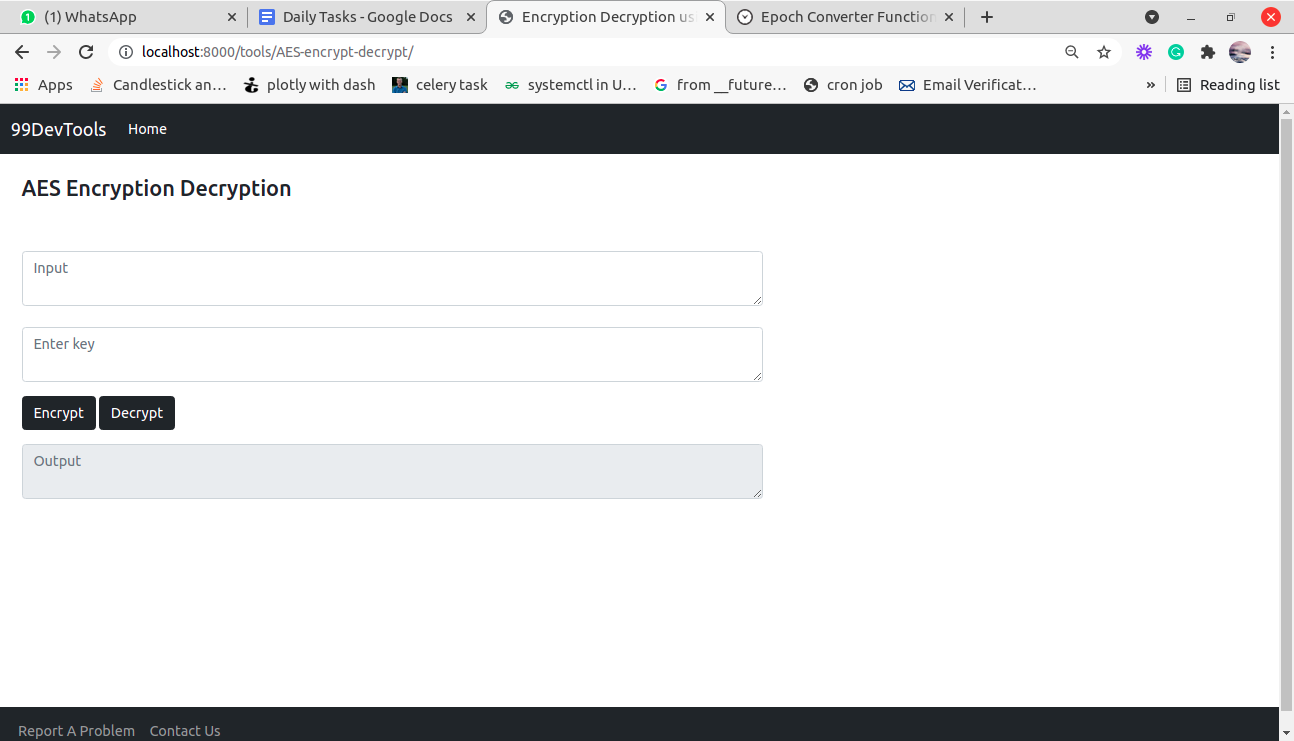 1 (1) WhatsApp Daily Tasks - Google Docs Encryption Decryption us Epoch Converter Function
localhost:8000/tools/AES-encrypt-decrypt/
Apps Candlestick an... plotly with dash celery task systemctl in U... from __future... cron job Email Verificat... » Reading list
99DevTools Home
AES Encryption Decryption
Input
Enter key
Encrypt Decrypt
Output
Report A Problem Contact Us